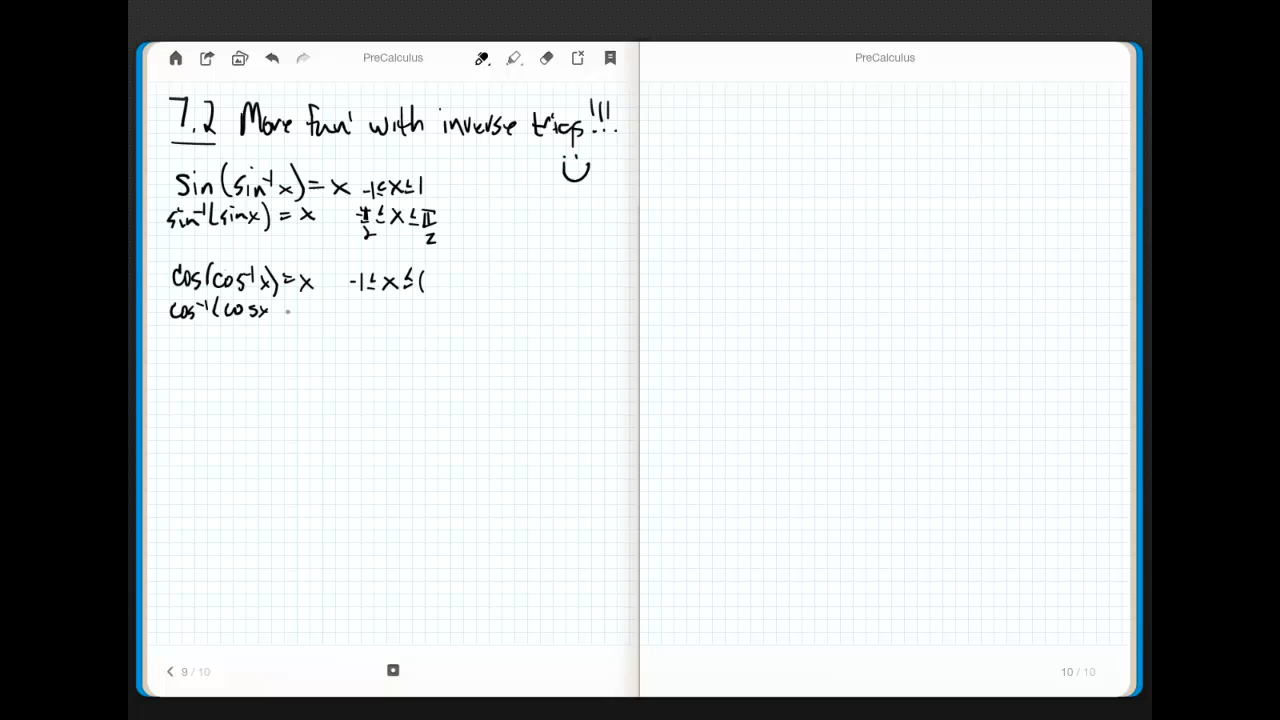 PreCalculus
PreCalculus
7.2 More fun' with inverse trigs!!!
sin(sin⁻¹x) = x -1≤x≤1
sin⁻¹(sinx) = x -π/2 ≤ x ≤ π/2
cos(cos⁻¹x) = x -1≤ x ≤ 1
cos⁻¹(cosx
9 / 10
10 / 10